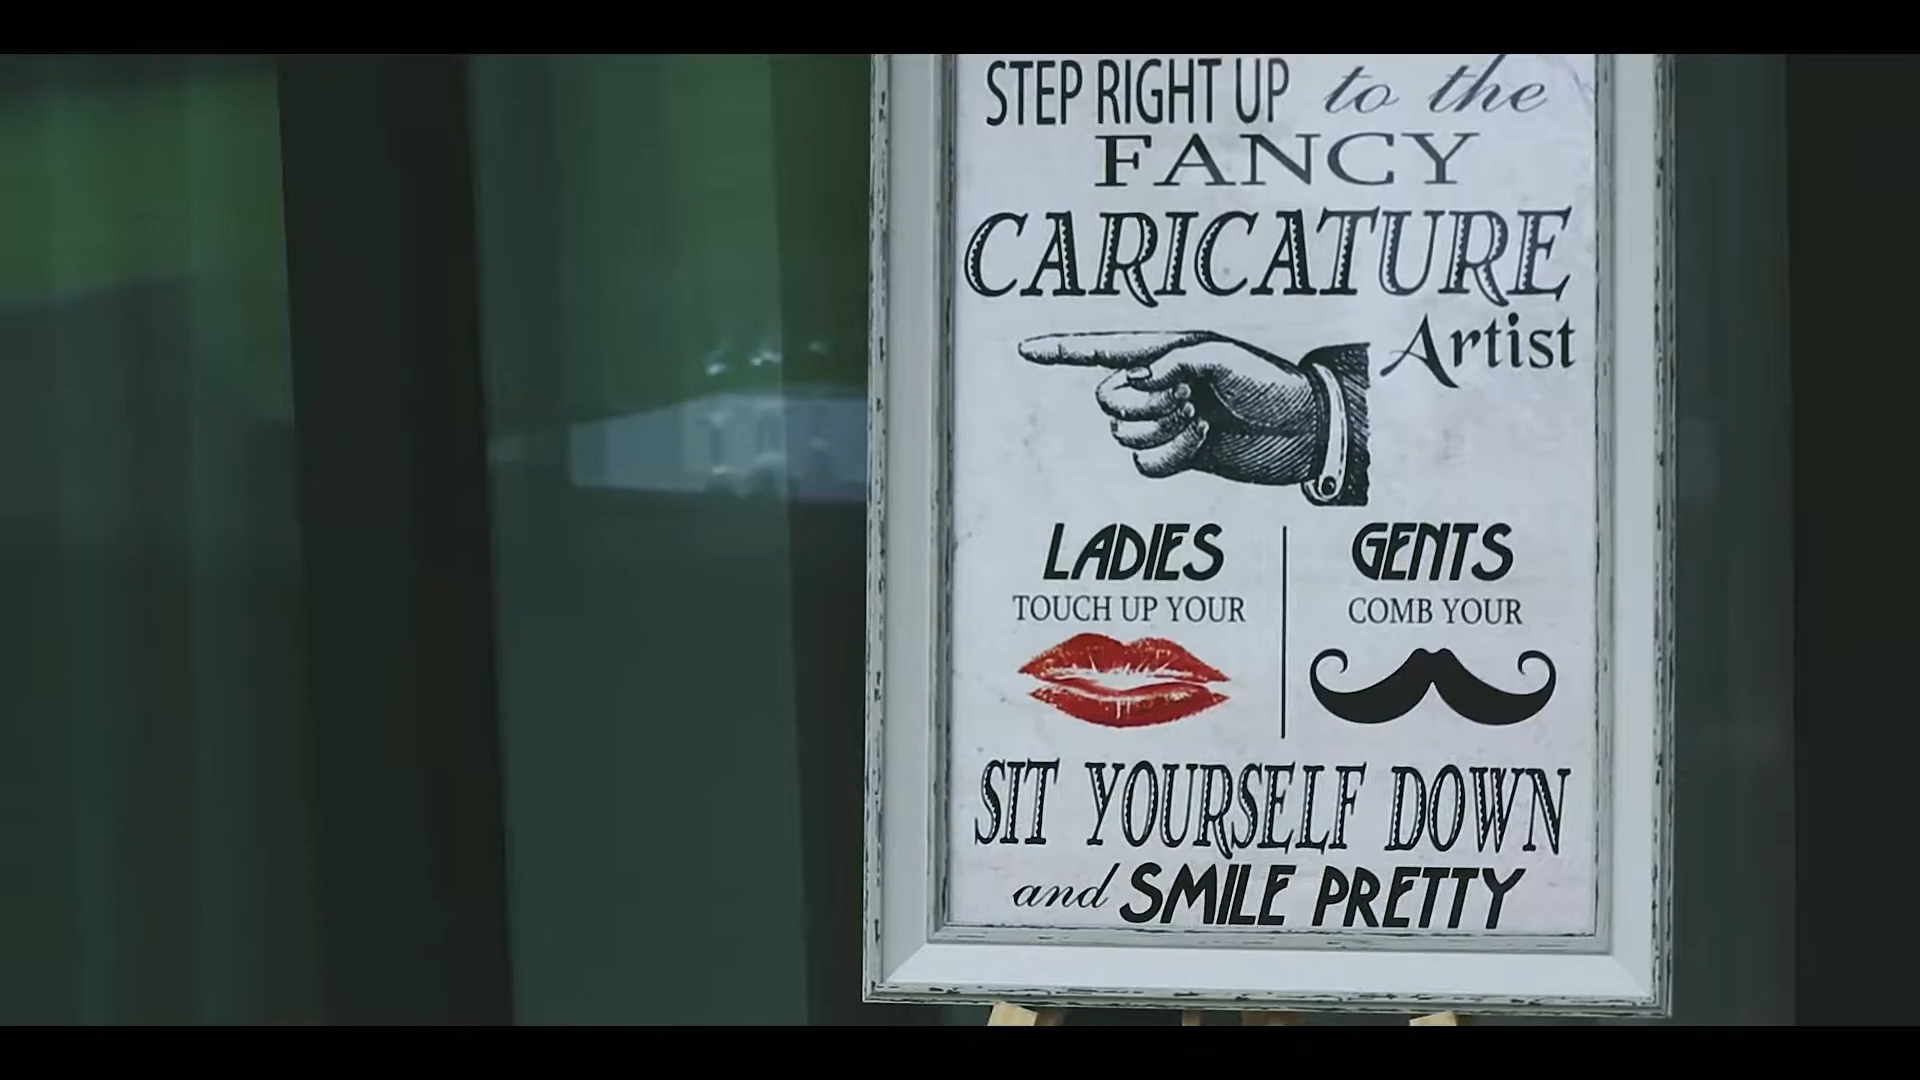 STEP RIGHT UP to the
FANCY
CARICATURE
Artist
LADIES
TOUCH UP YOUR
GENTS
COMB YOUR
SIT YOURSELF DOWN
and SMILE PRETTY